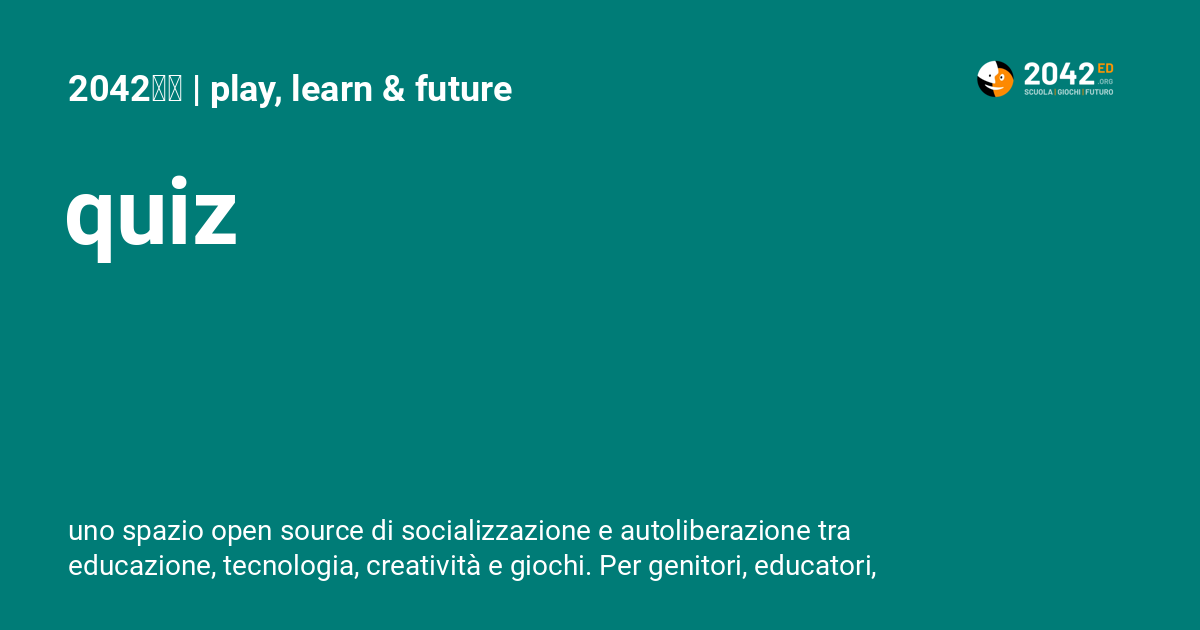 2042 | play, learn & future
2042 ED
.ORG
SCUOLA | GIOCHI | FUTURO
quiz
uno spazio open source di socializzazione e autoliberazione tra
educazione, tecnologia, creatività e giochi. Per genitori, educatori,